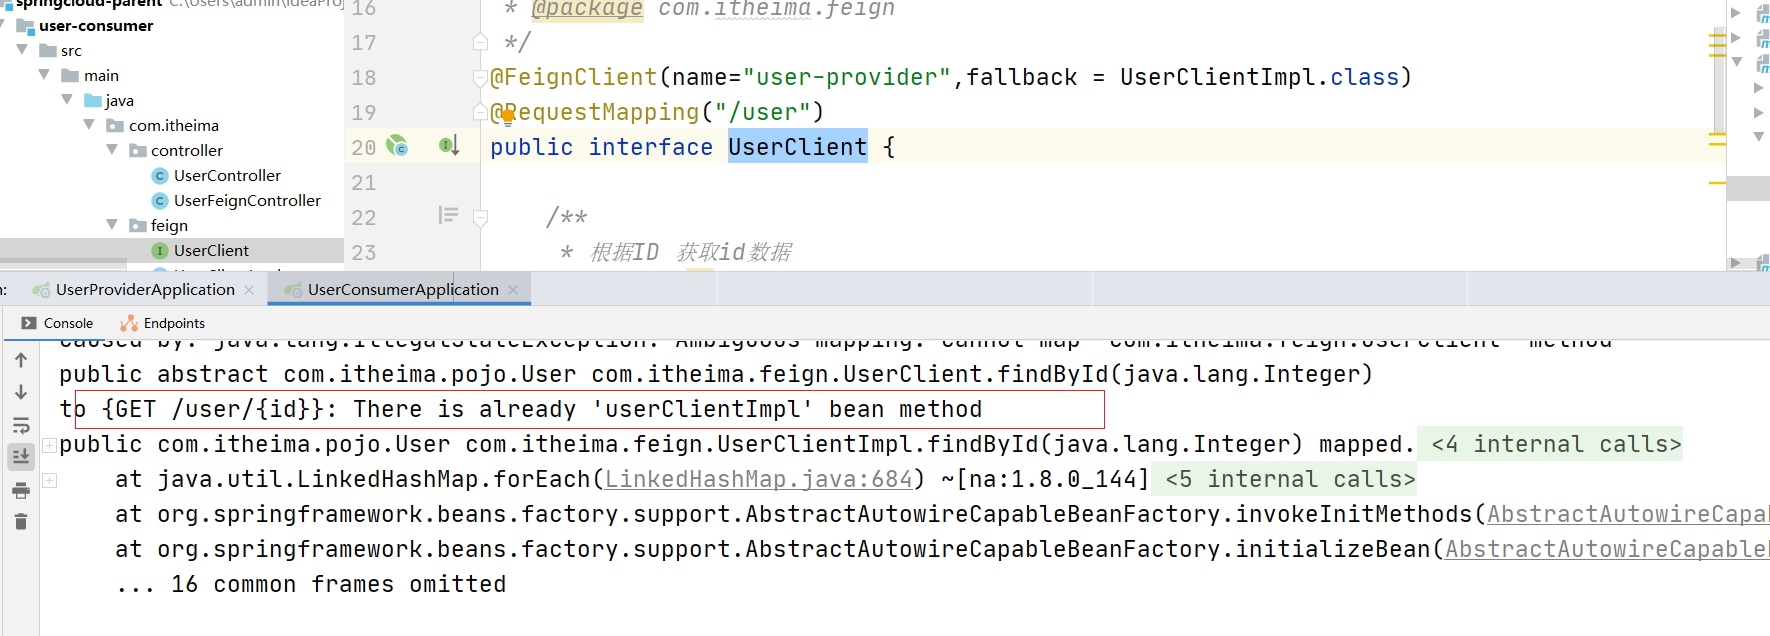 springcloud-parent C:\Users\admin\IdeaProj
user-consumer
src
main
java
com.itheima
controller
UserController
UserFeignController
feign
UserClient
16 * @package com.itheima.feign
17 */
18 @FeignClient(name="user-provider",fallback = UserClientImpl.class)
19 @RequestMapping("/user")
20 public interface UserClient {
21
22 /**
23 * 根据ID 获取id数据
UserProviderApplication
UserConsumerApplication
Console
Endpoints
Caused by: java.lang.IllegalStateException: Ambiguous mapping. Cannot map 'com.itheima.feign.UserClient' method
public abstract com.itheima.pojo.User com.itheima.feign.UserClient.findById(java.lang.Integer)
to {GET /user/{id}}: There is already 'userClientImpl' bean method
public com.itheima.pojo.User com.itheima.feign.UserClientImpl.findById(java.lang.Integer) mapped. <4 internal calls>
at java.util.LinkedHashMap.forEach(LinkedHashMap.java:684) ~[na:1.8.0_144] <5 internal calls>
at org.springframework.beans.factory.support.AbstractAutowireCapableBeanFactory.invokeInitMethods(AbstractAutowireCapa
at org.springframework.beans.factory.support.AbstractAutowireCapableBeanFactory.initializeBean(AbstractAutowireCapable
... 16 common frames omitted